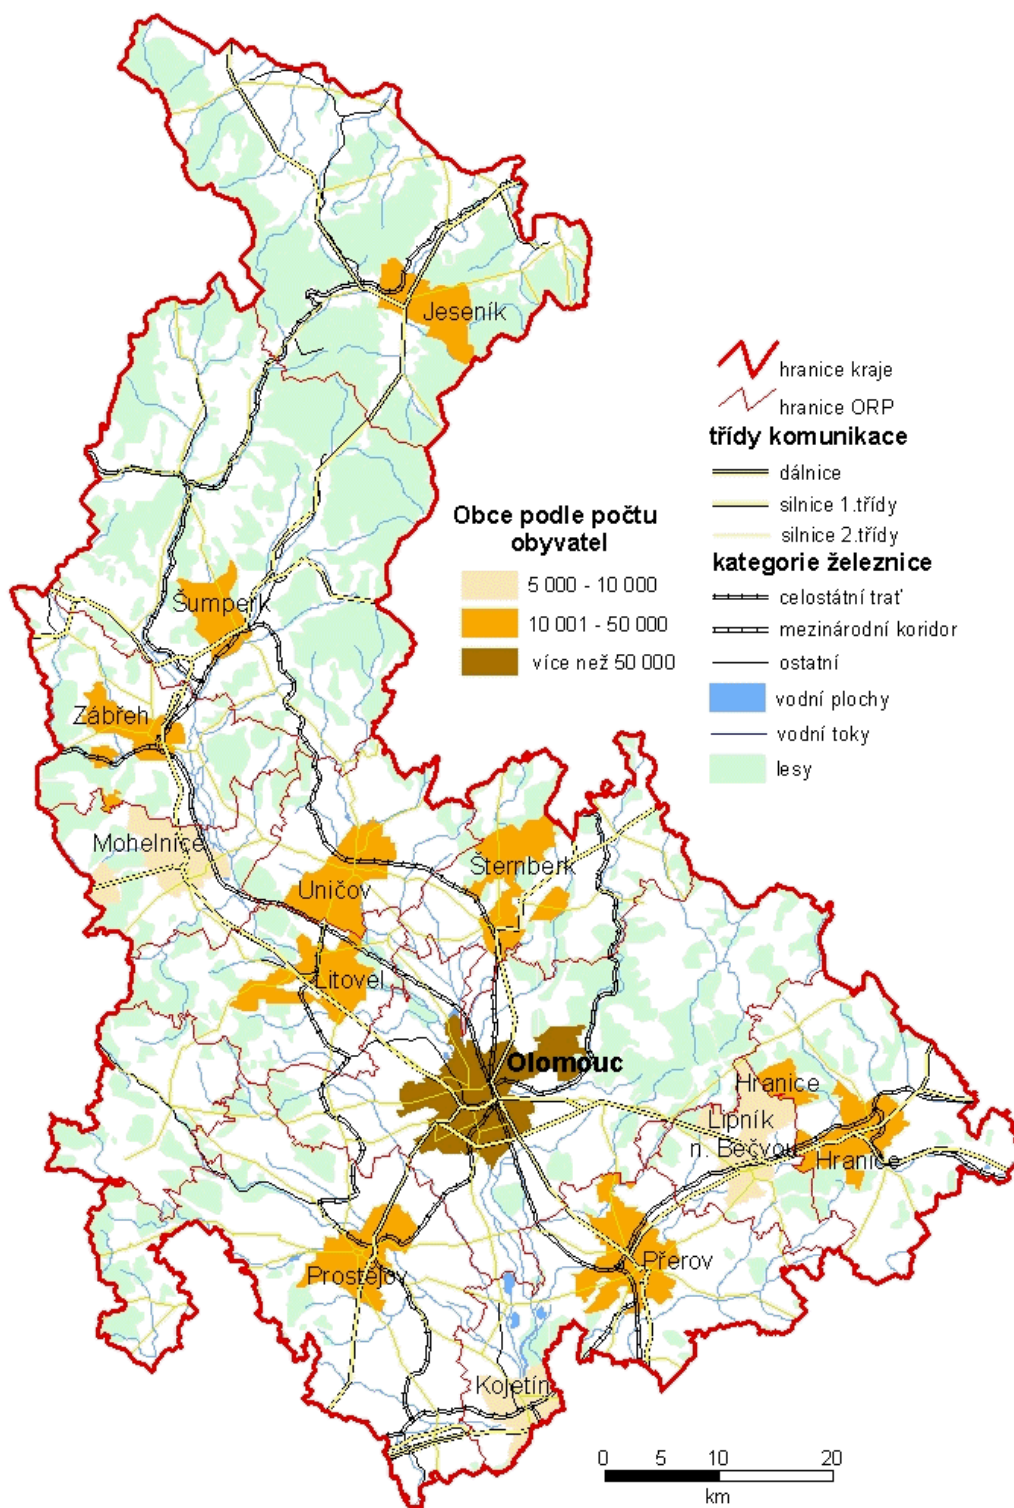 Jeseník
hranice kraje
hranice ORP
třídy komunikace
dálnice
silnice 1.třídy
silnice 2.třídy
kategorie železnice
celostátní trať
mezinárodní koridor
ostatní
vodní plochy
vodní toky
lesy
Obce podle počtu
obyvatel
5 000 - 10 000
10 001 - 50 000
více než 50 000
Šumperk
Zábřeh
Mohelnice
Uničov
Šternberk
Litovel
Olomouc
Hranice
Lipník
n. Bečvou
Hranice
Přerov
Prostějov
Kojetín
0 5 10 20
km